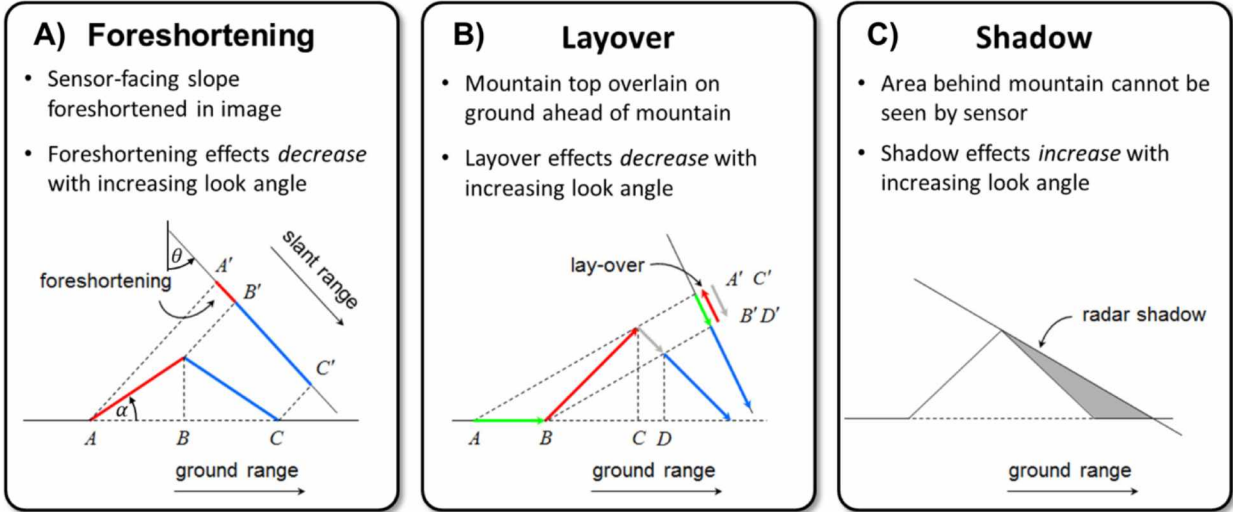 A) Foreshortening
• Sensor-facing slope
foreshortened in image
• Foreshortening effects decrease
with increasing look angle
θ
slant range
foreshortening
A′
B′
C′
α
A B C
ground range
B) Layover
• Mountain top overlain on
ground ahead of mountain
• Layover effects decrease with
increasing look angle
lay-over
A′ C′
B′ D′
A B C D
ground range
C) Shadow
• Area behind mountain cannot be
seen by sensor
• Shadow effects increase with
increasing look angle
radar shadow
ground range